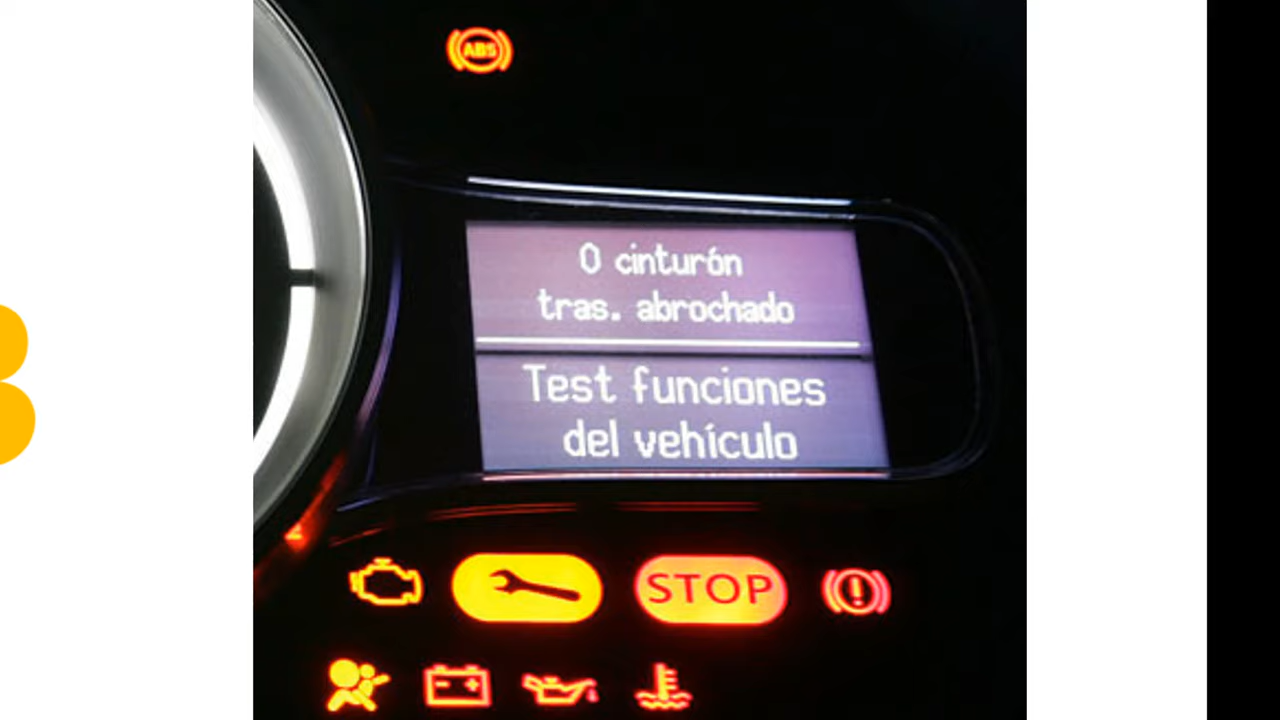 ABS
0 cinturón
tras. abrochado
Test funciones
del vehículo
STOP